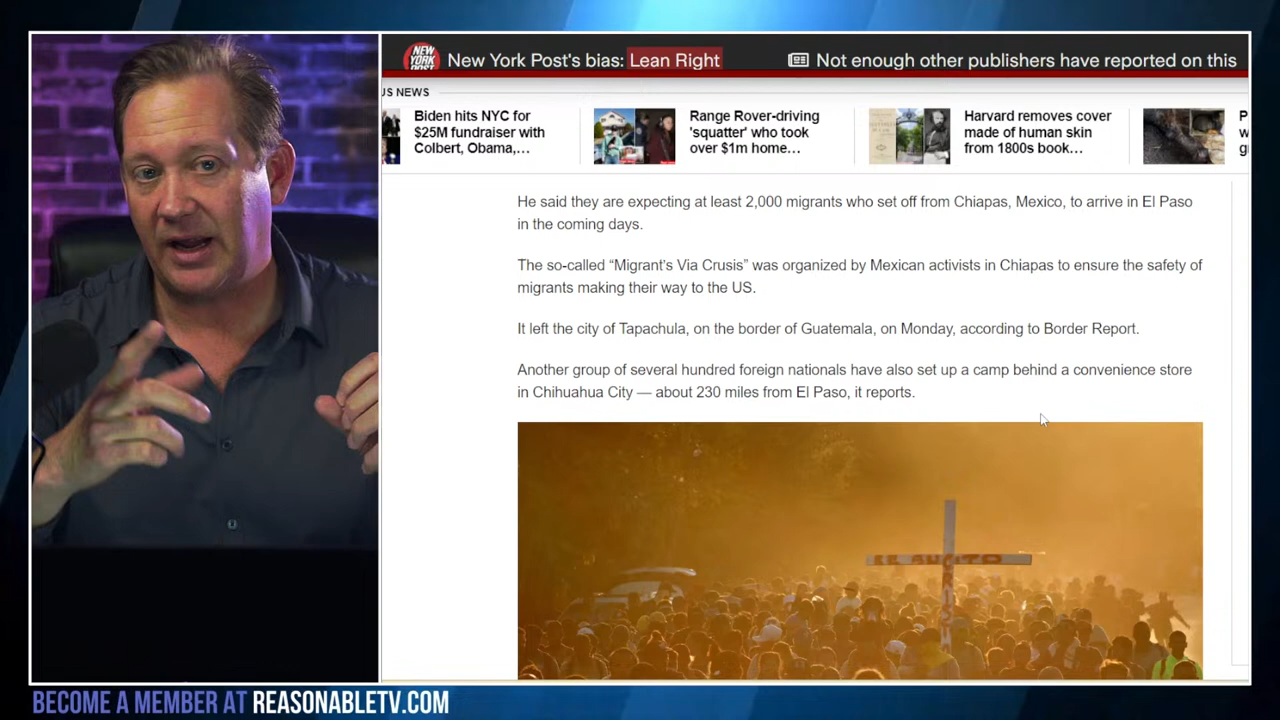 NEW YORK POST
New York Post's bias: Lean Right
Not enough other publishers have reported on this
US NEWS
Biden hits NYC for
$25M fundraiser with
Colbert, Obama,...
Range Rover-driving
'squatter' who took
over $1m home...
Harvard removes cover
made of human skin
from 1800s book...
He said they are expecting at least 2,000 migrants who set off from Chiapas, Mexico, to arrive in El Paso
in the coming days.
The so-called “Migrant’s Via Crusis” was organized by Mexican activists in Chiapas to ensure the safety of
migrants making their way to the US.
It left the city of Tapachula, on the border of Guatemala, on Monday, according to Border Report.
Another group of several hundred foreign nationals have also set up a camp behind a convenience store
in Chihuahua City — about 230 miles from El Paso, it reports.
BECOME A MEMBER AT REASONABLETV.COM